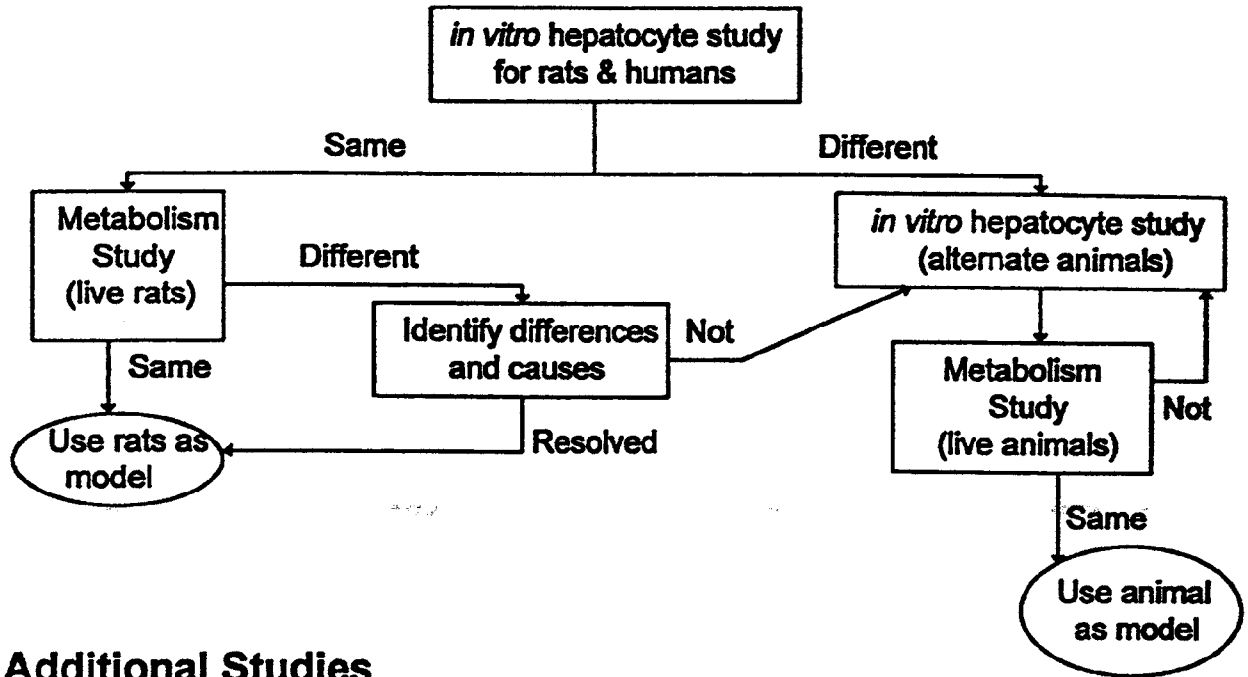 in vitro hepatocyte study
for rats & humans
Same
Different
Metabolism
Study
(live rats)
Different
in vitro hepatocyte study
(alternate animals)
Identify differences
and causes
Not
Same
Metabolism
Study
(live animals)
Not
Use rats as
model
Resolved
Same
Use animal
as model
Additional Studies